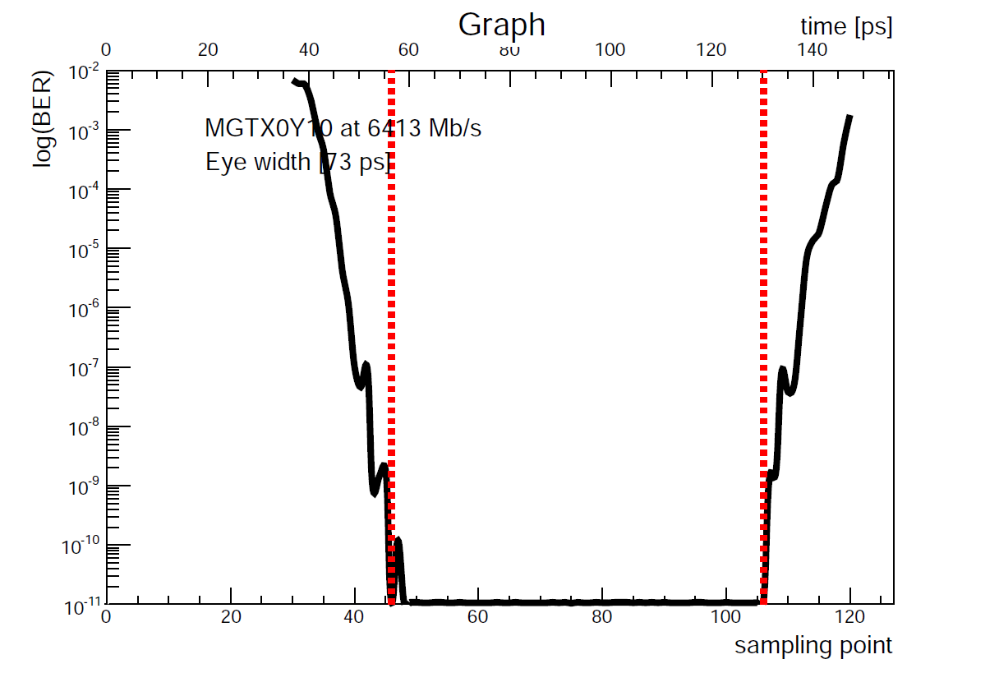 Graph
time [ps]
0 20 40 60 80 100 120 140
log(BER)
10-2
10-3
10-4
10-5
10-6
10-7
10-8
10-9
10-10
10-11
MGTX0Y10 at 6413 Mb/s
Eye width [73 ps]
0 20 40 60 80 100 120
sampling point